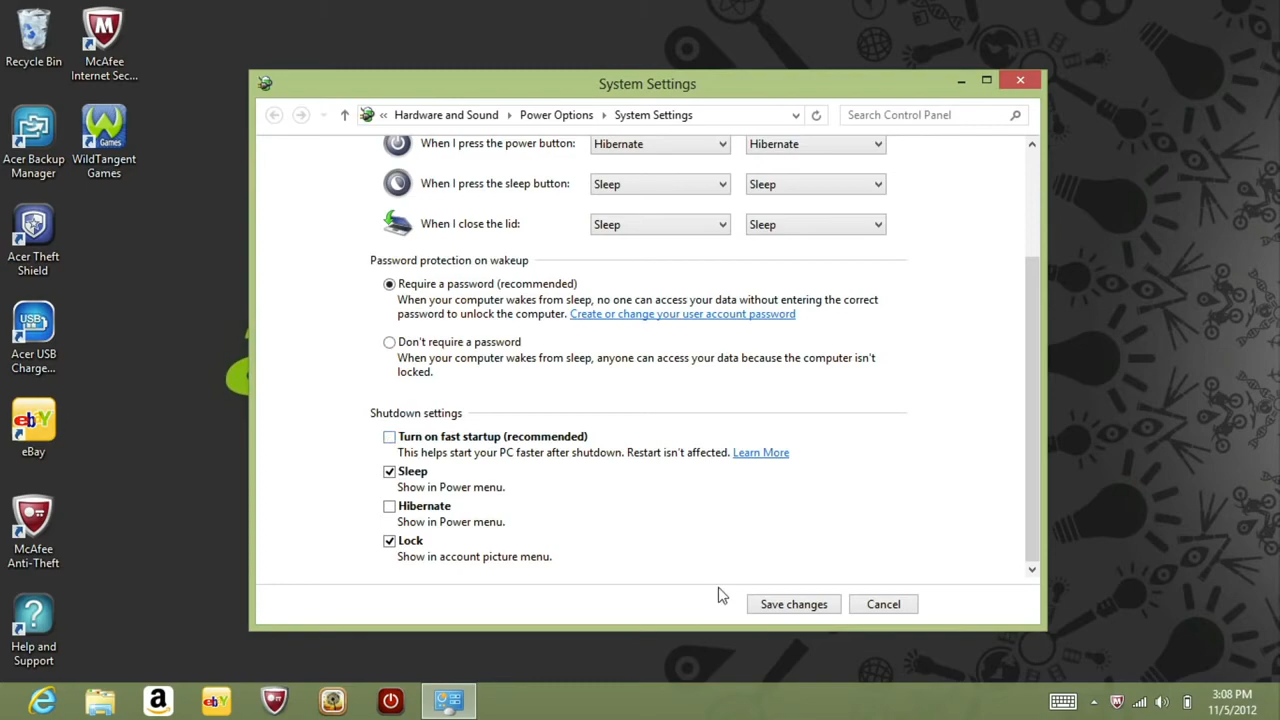 Recycle Bin
McAfee
Internet Sec...
Acer Backup
Manager
WildTangent
Games
Acer Theft
Shield
Acer USB
Charge...
eBay
McAfee
Anti-Theft
Help and
Support
System Settings
« Hardware and Sound Power Options System Settings
Search Control Panel
When I press the power button: Hibernate Hibernate
When I press the sleep button: Sleep Sleep
When I close the lid: Sleep Sleep
Password protection on wakeup
Require a password (recommended)
When your computer wakes from sleep, no one can access your data without entering the correct
password to unlock the computer. Create or change your user account password
Don't require a password
When your computer wakes from sleep, anyone can access your data because the computer isn't
locked.
Shutdown settings
Turn on fast startup (recommended)
This helps start your PC faster after shutdown. Restart isn't affected. Learn More
Sleep
Show in Power menu.
Hibernate
Show in Power menu.
Lock
Show in account picture menu.
Save changes Cancel
3:08 PM
11/5/2012